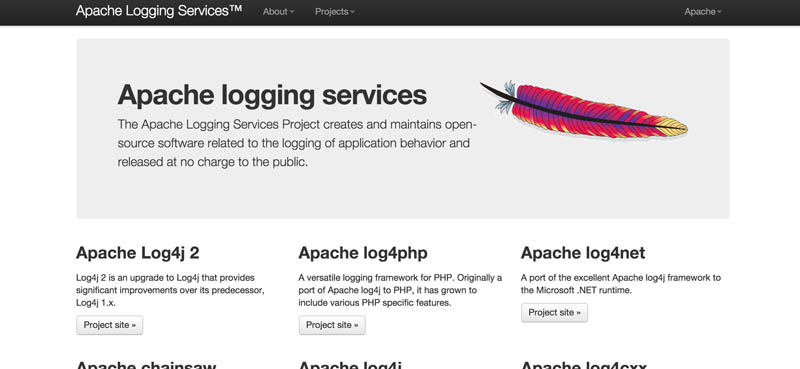 Apache Logging Services™ About Projects Apache
Apache logging services
The Apache Logging Services Project creates and maintains open-
source software related to the logging of application behavior and
released at no charge to the public.
Apache Log4j 2
Log4j 2 is an upgrade to Log4j that provides
significant improvements over its predecessor,
Log4j 1.x.
Project site »
Apache log4php
A versatile logging framework for PHP. Originally a
port of Apache log4j to PHP, it has grown to
include various PHP specific features.
Project site »
Apache log4net
A port of the excellent Apache log4j framework to
the Microsoft .NET runtime.
Project site »
Apache chainsaw
Apache log4j
Apache log4cxx